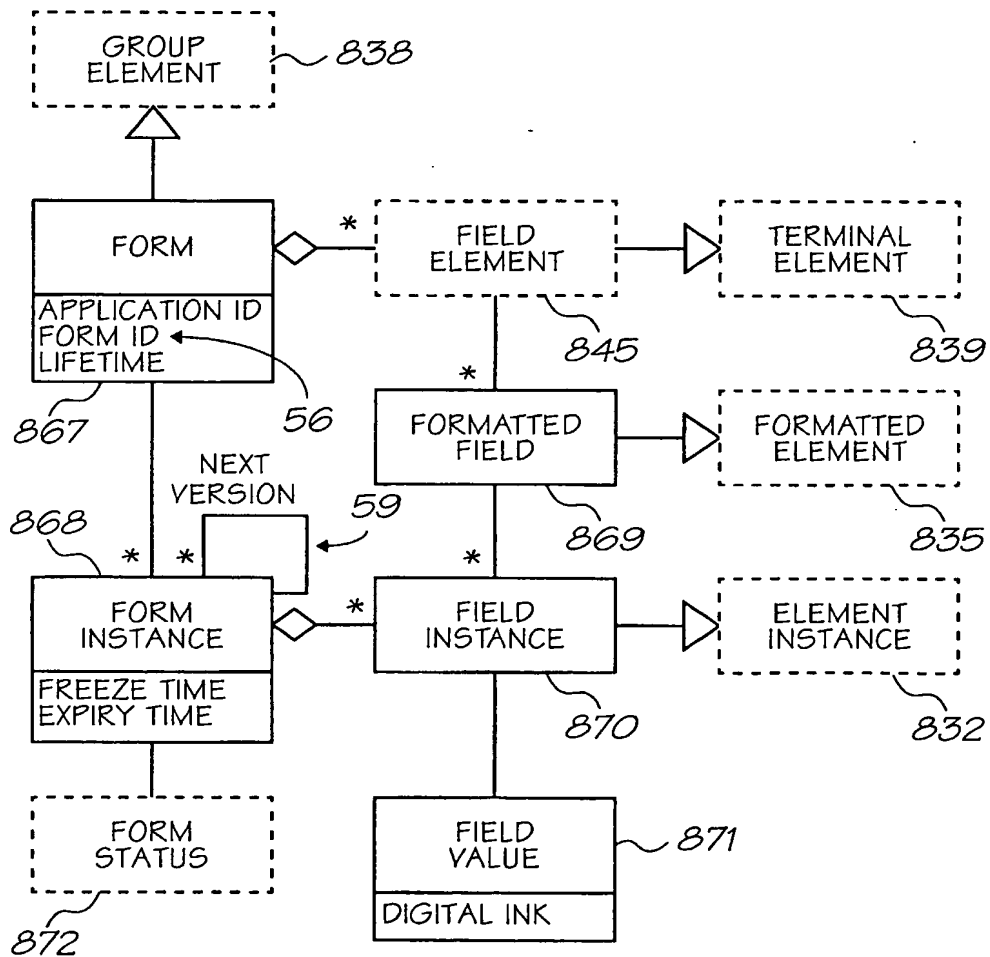 GROUP
ELEMENT
838
FORM
*
FIELD
ELEMENT
TERMINAL
ELEMENT
APPLICATION ID
FORM ID
LIFETIME
845
839
867
56
*
FORMATTED
FIELD
FORMATTED
ELEMENT
NEXT
VERSION
59
869
835
868
*
*
*
FORM
INSTANCE
*
FIELD
INSTANCE
ELEMENT
INSTANCE
FREEZE TIME
EXPIRY TIME
870
832
FORM
STATUS
FIELD
VALUE
871
DIGITAL INK
872